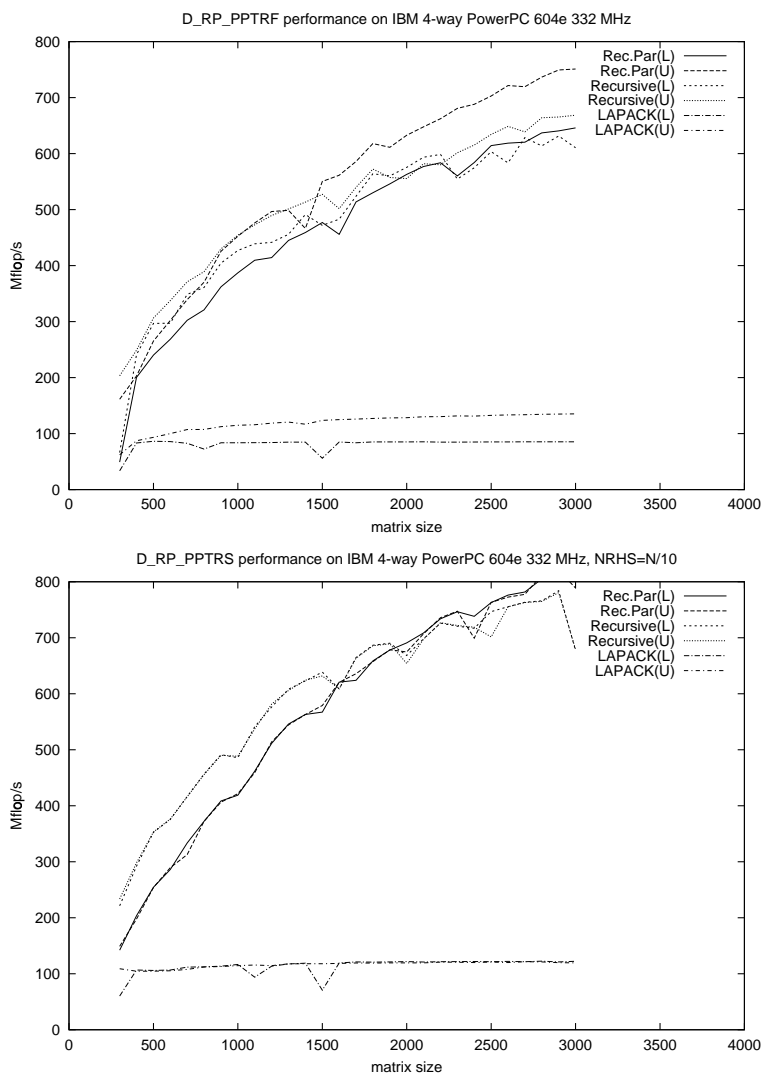 D_RP_PPTRF performance on IBM 4-way PowerPC 604e 332 MHz
800
700
600
500
400
300
200
100
0
Mflop/s
Rec.Par(L)
Rec.Par(U)
Recursive(L)
Recursive(U)
LAPACK(L)
LAPACK(U)
0 500 1000 1500 2000 2500 3000 3500 4000
matrix size
D_RP_PPTRS performance on IBM 4-way PowerPC 604e 332 MHz, NRHS=N/10
800
700
600
500
400
300
200
100
0
Mflop/s
Rec.Par(L)
Rec.Par(U)
Recursive(L)
Recursive(U)
LAPACK(L)
LAPACK(U)
0 500 1000 1500 2000 2500 3000 3500 4000
matrix size